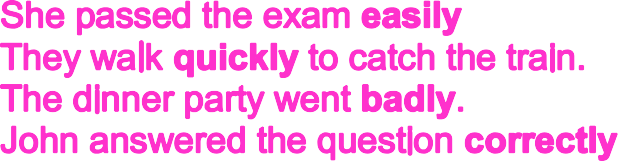 She passed the exam easily
They walk quickly to catch the train.
The dinner party went badly.
John answered the question correctly